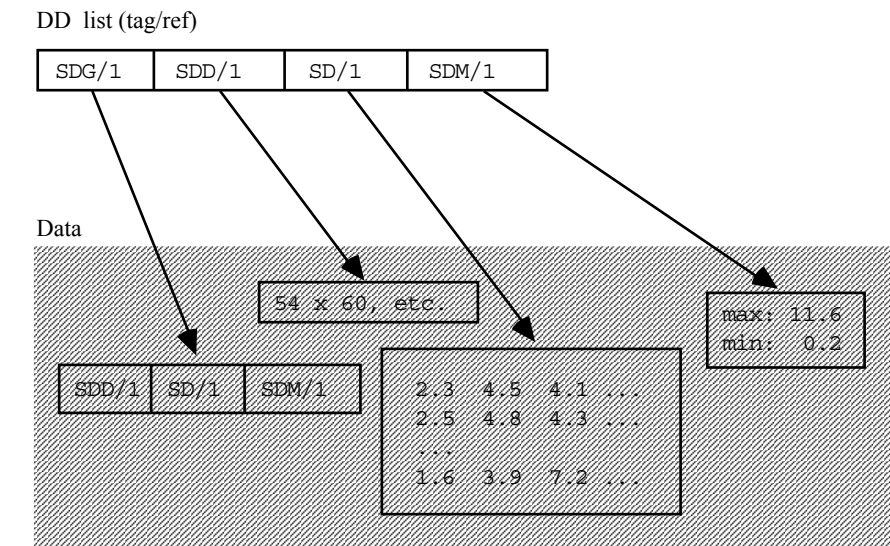 DD list (tag/ref)
SDG/1 SDD/1 SD/1 SDM/1
Data
54 x 60, etc.
max: 11.6
min: 0.2
SDD/1 SD/1 SDM/1
2.3 4.5 4.1 ...
2.5 4.8 4.3 ...
...
1.6 3.9 7.2 ...